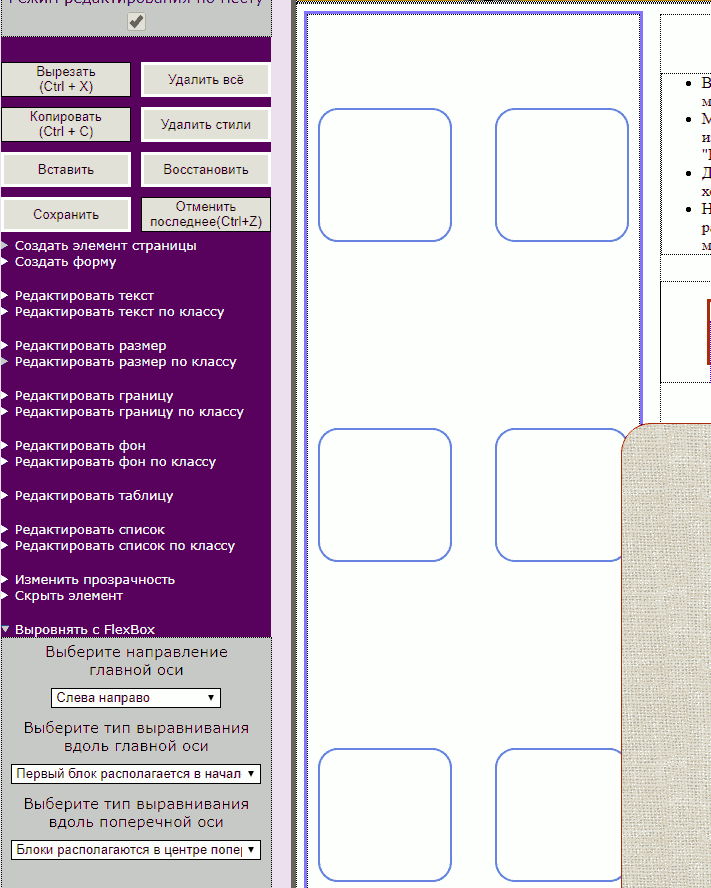 Режим редактирования по месту
Вырезать
(Ctrl + X)
Удалить всё
Копировать
(Ctrl + C)
Удалить стили
Вставить
Восстановить
Сохранить
Отменить
последнее(Ctrl+Z)
Создать элемент страницы
Создать форму
Редактировать текст
Редактировать текст по классу
Редактировать размер
Редактировать размер по классу
Редактировать границу
Редактировать границу по классу
Редактировать фон
Редактировать фон по классу
Редактировать таблицу
Редактировать список
Редактировать список по классу
Изменить прозрачность
Скрыть элемент
Выровнять с FlexBox
Выберите направление
главной оси
Слева направо
Выберите тип выравнивания
вдоль главной оси
Первый блок располагается в начал
Выберите тип выравнивания
вдоль поперечной оси
Блоки располагаются в центре попер